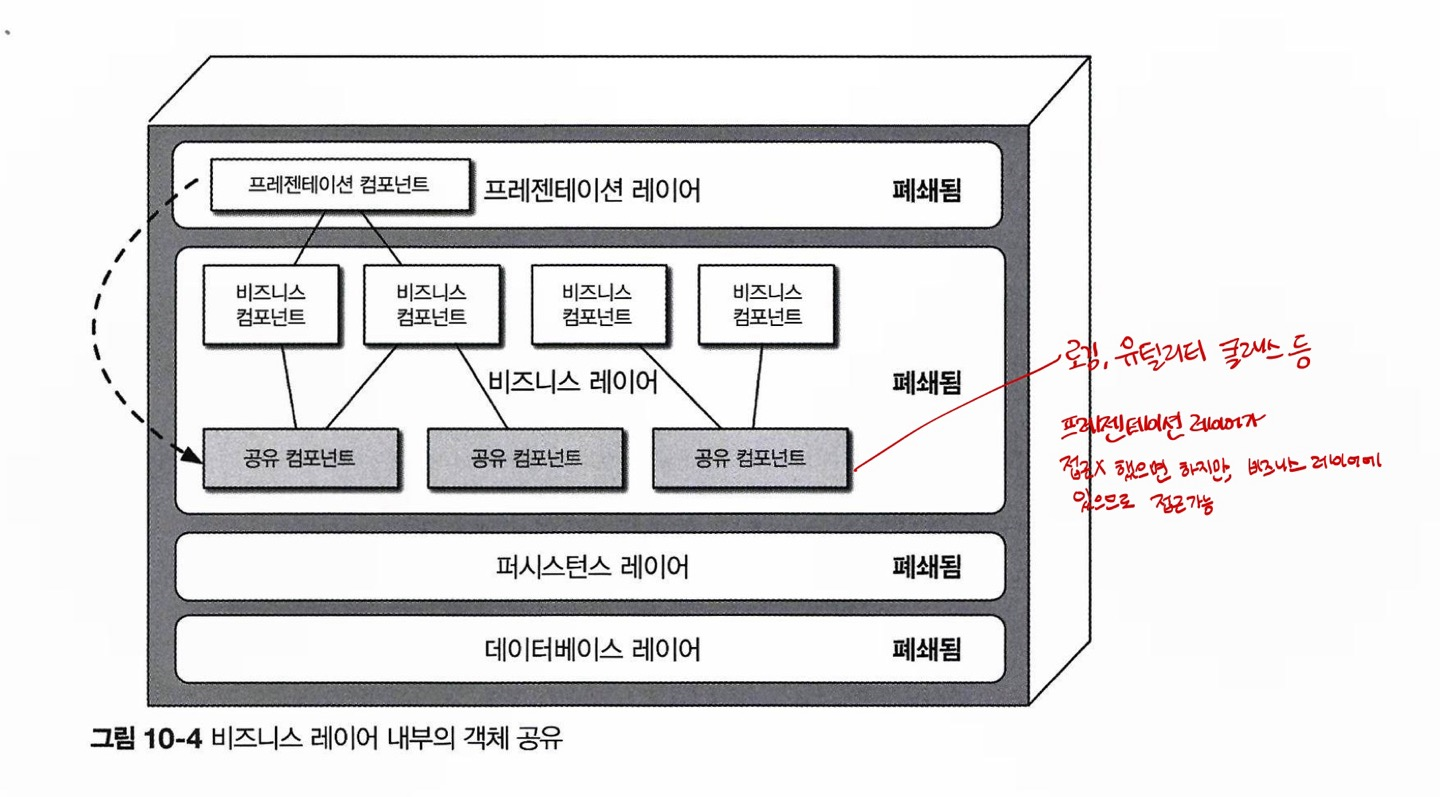 프레젠테이션 컴포넌트
프레젠테이션 레이어
폐쇄됨
비즈니스
컴포넌트
비즈니스
컴포넌트
비즈니스
컴포넌트
비즈니스
컴포넌트
비즈니스 레이어
폐쇄됨
공유 컴포넌트
공유 컴포넌트
공유 컴포넌트
로깅, 유틸리티 클래스 등
프레젠테이션 레이어가
접근X 했으면 하지만, 비즈니스 레이어에
있으므로 접근가능
퍼시스턴스 레이어
폐쇄됨
데이터베이스 레이어
폐쇄됨
그림 10-4 비즈니스 레이어 내부의 객체 공유